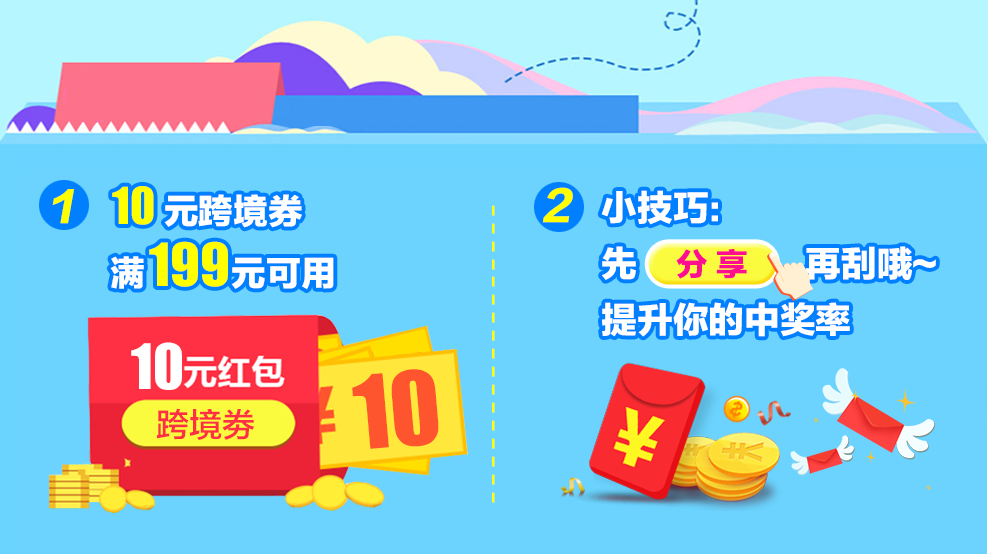 1
10元跨境券
满199元可用
10元红包
跨境券
¥10
2
小技巧:
先 分享 再刮哦~
提升你的中奖率
¥